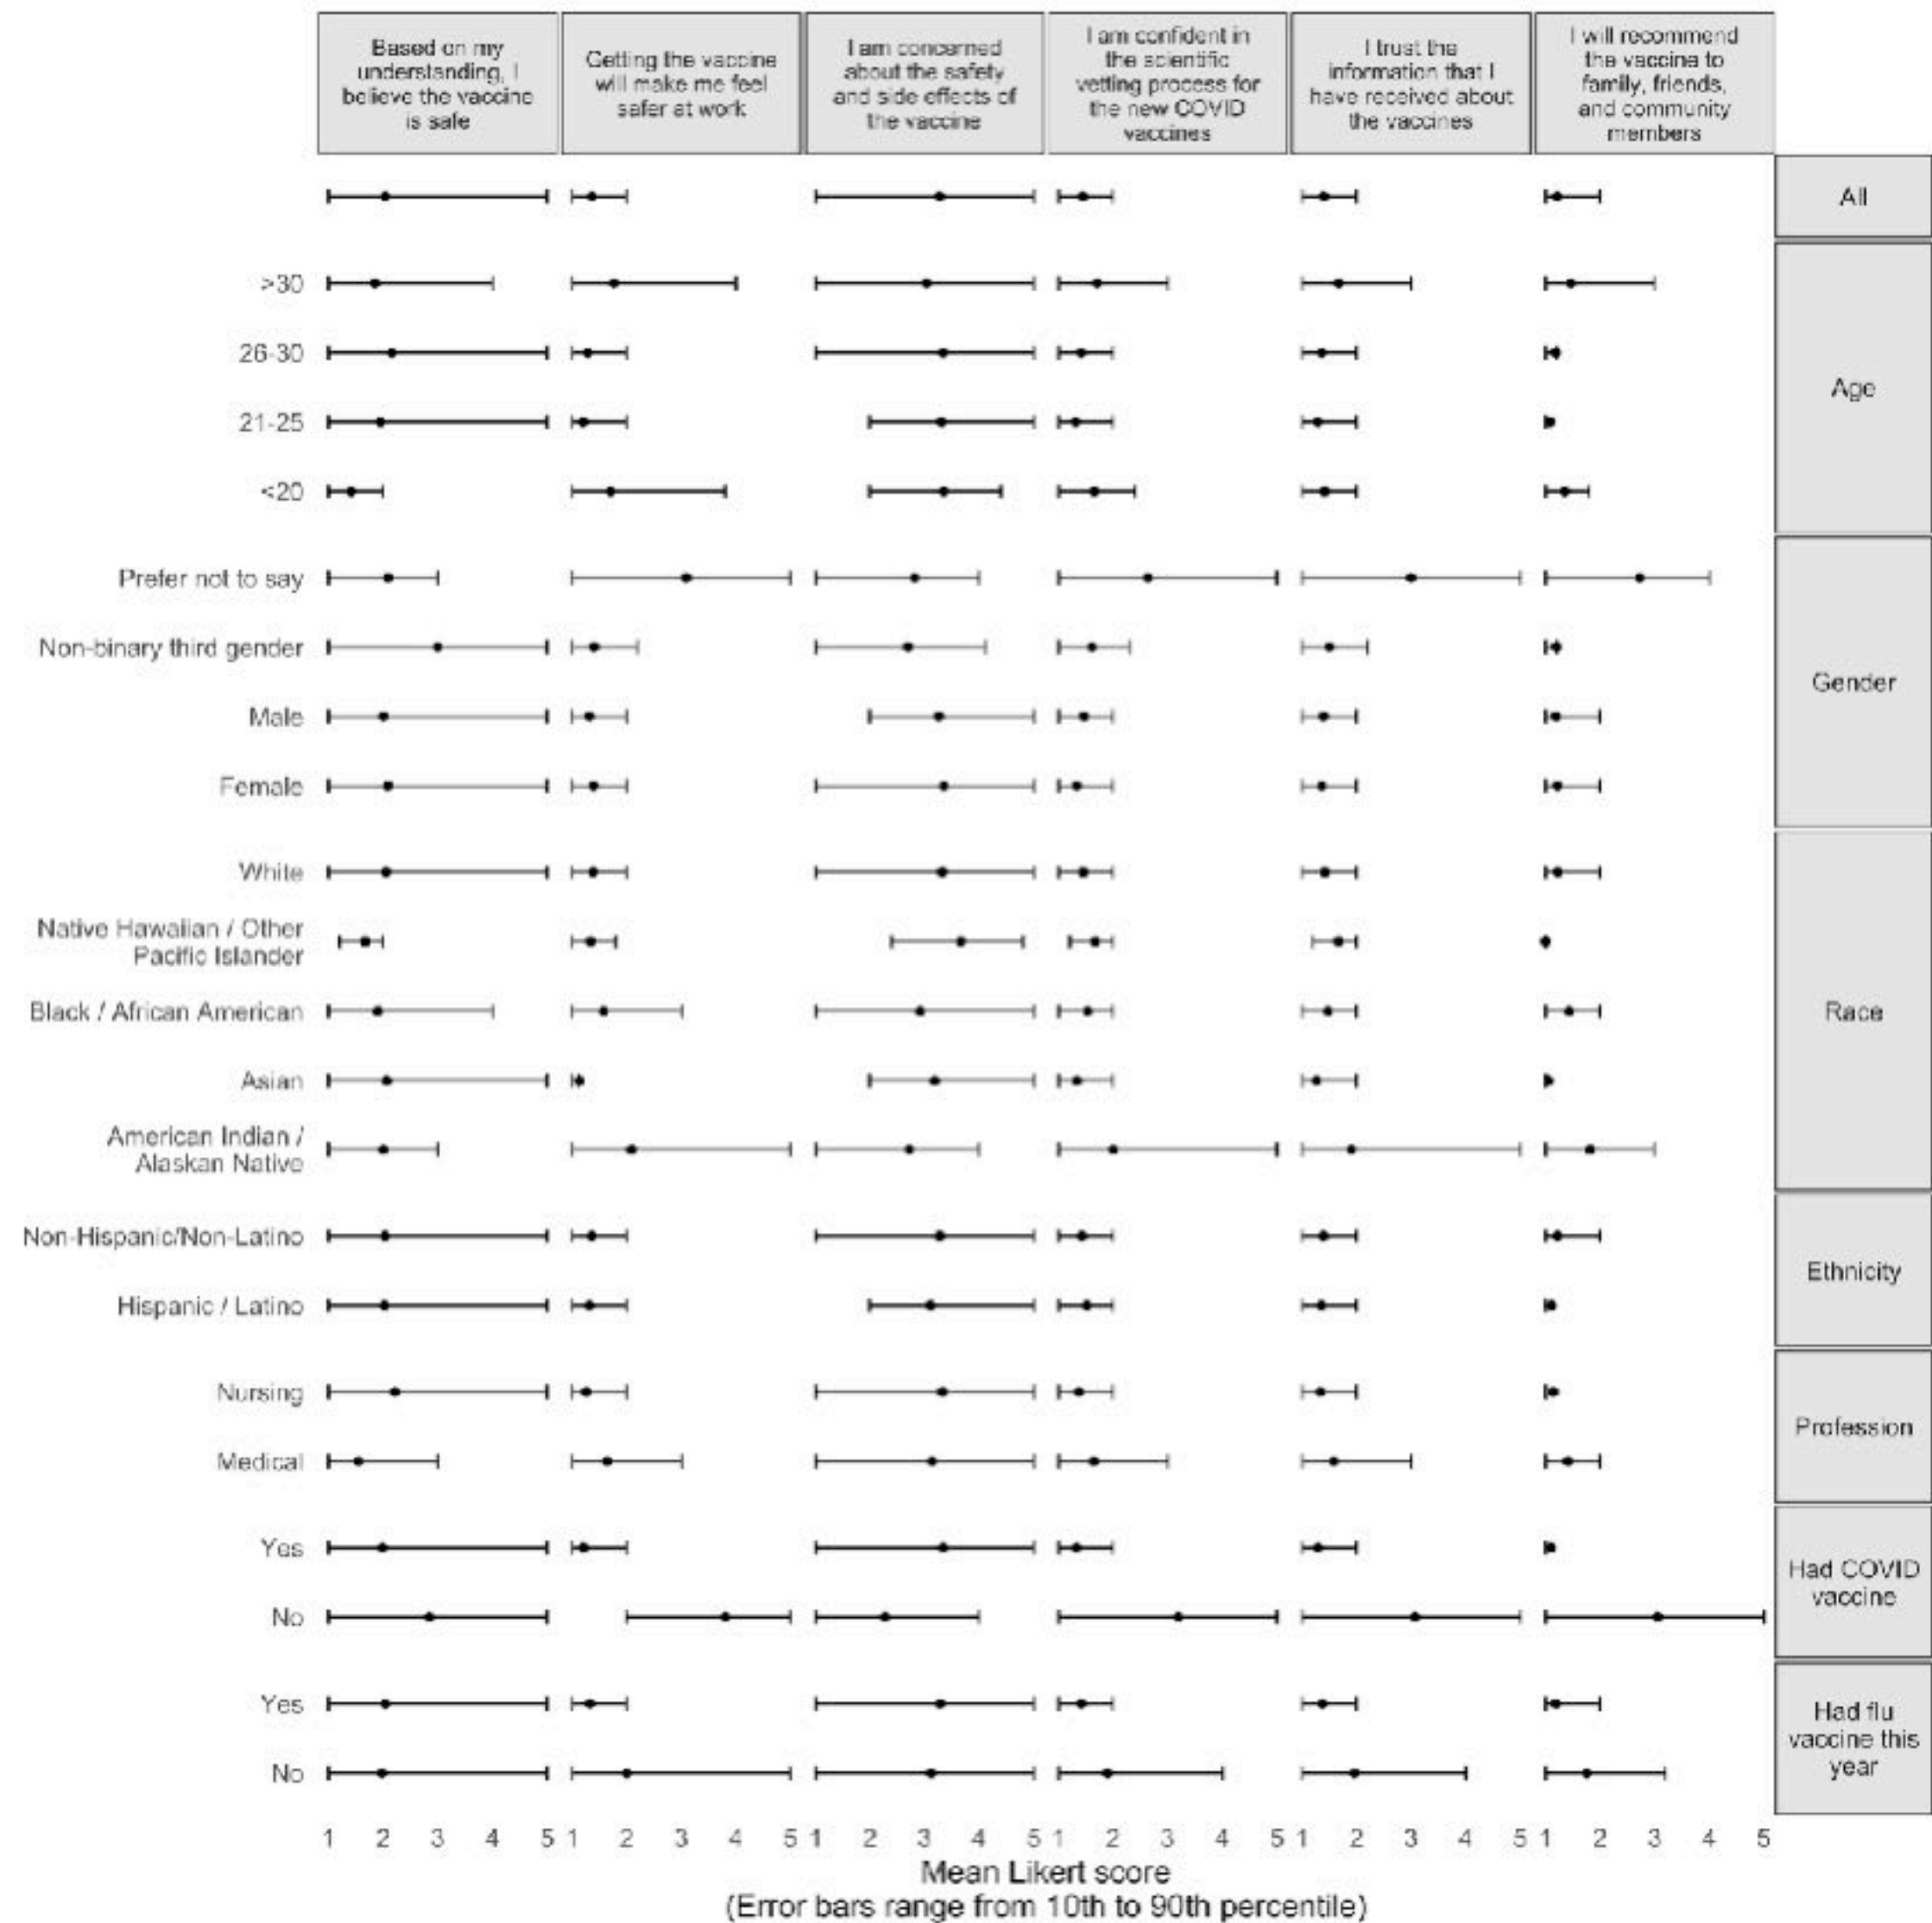 Based on my
understanding, I
believe the vaccine
is safe
Getting the vaccine
will make me feel
safer at work
I am concerned
about the safety
and side effects of
the vaccine
I am confident in
the scientific
vetting process for
the new COVID
vaccines
I trust the
information that I
have received about
the vaccines
I will recommend
the vaccine to
family, friends,
and community
members
All
>30
26-30
21-25
<20
Age
Prefer not to say
Non-binary third gender
Male
Female
Gender
White
Native Hawaiian / Other
Pacific Islander
Black / African American
Asian
American Indian /
Alaskan Native
Race
Non-Hispanic/Non-Latino
Hispanic / Latino
Ethnicity
Nursing
Medical
Profession
Yes
No
Had COVID
vaccine
Yes
No
Had flu
vaccine this
year
1 2 3 4 5 1 2 3 4 5 1 2 3 4 5 1 2 3 4 5 1 2 3 4 5 1 2 3 4 5
Mean Likert score
(Error bars range from 10th to 90th percentile)